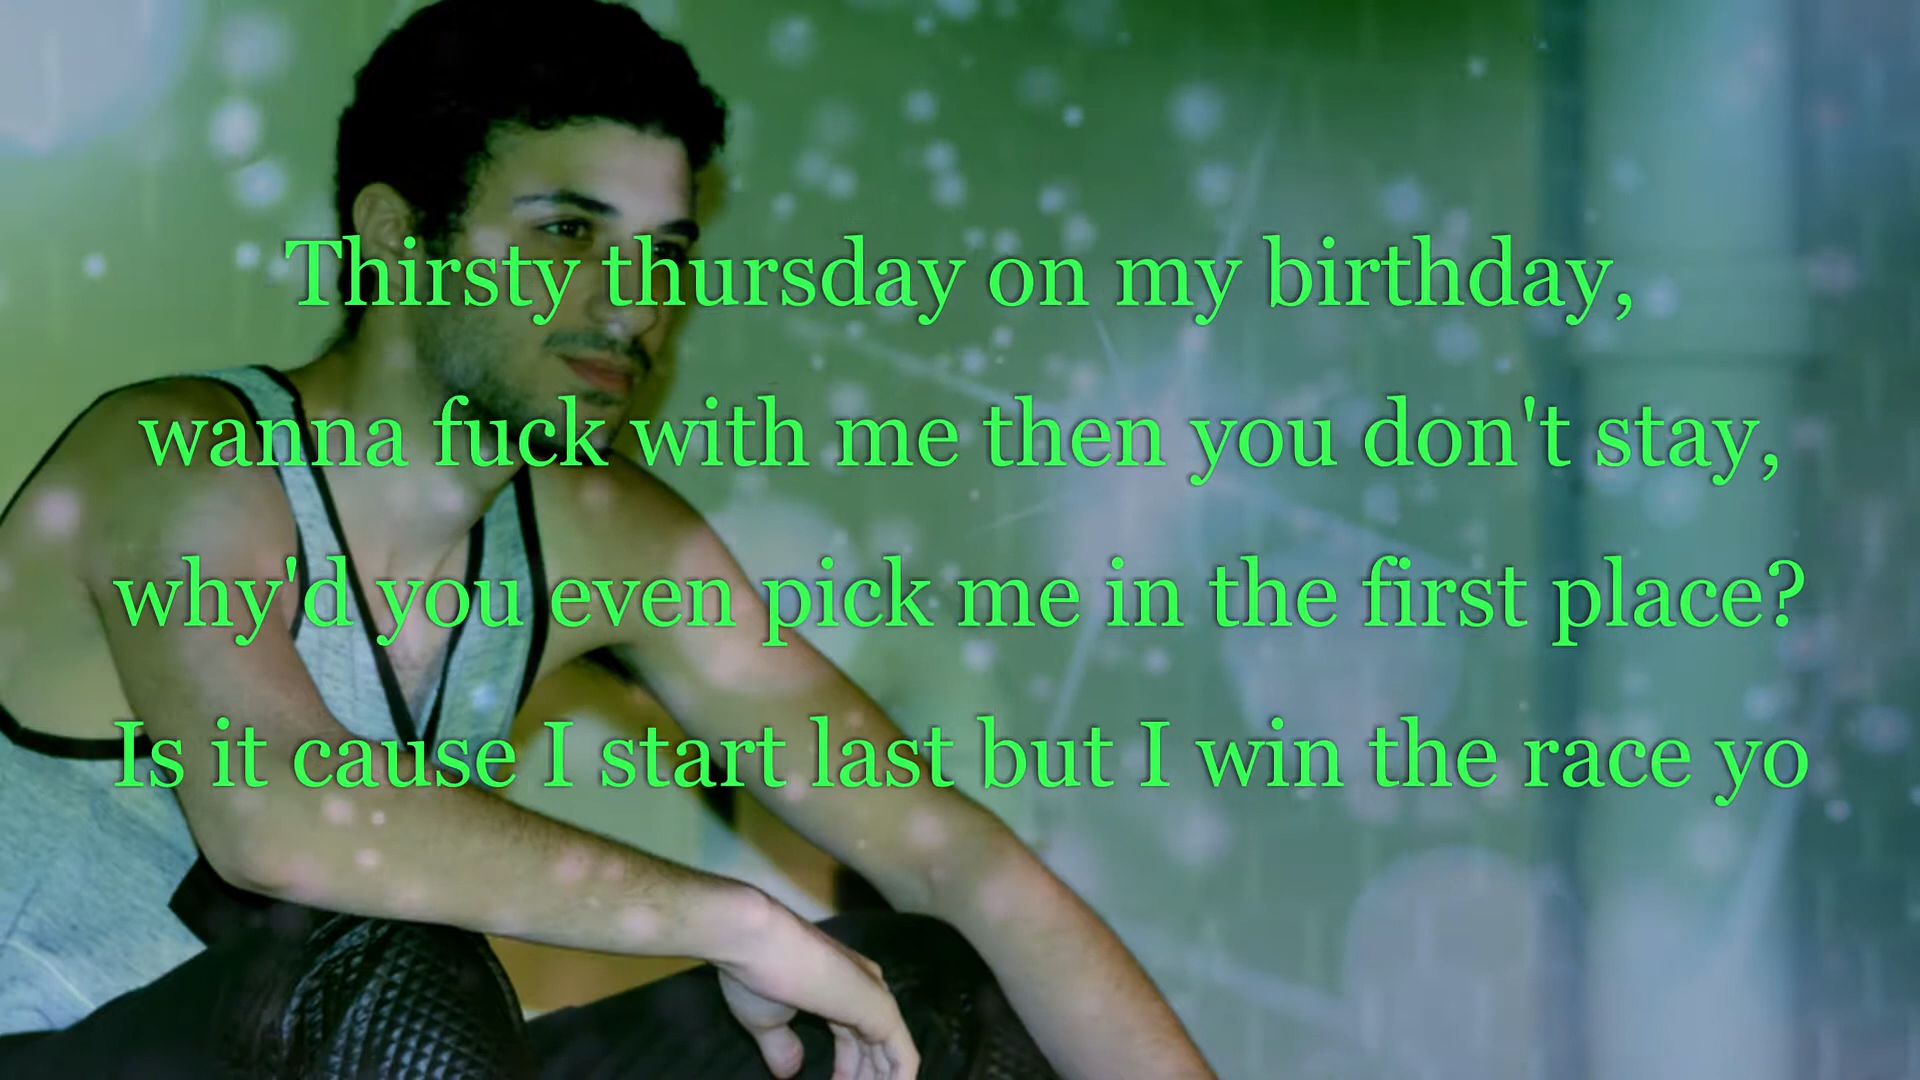 Thirsty thursday on my birthday,
wanna fuck with me then you don't stay,
why'd you even pick me in the first place?
Is it cause I start last but I win the race yo